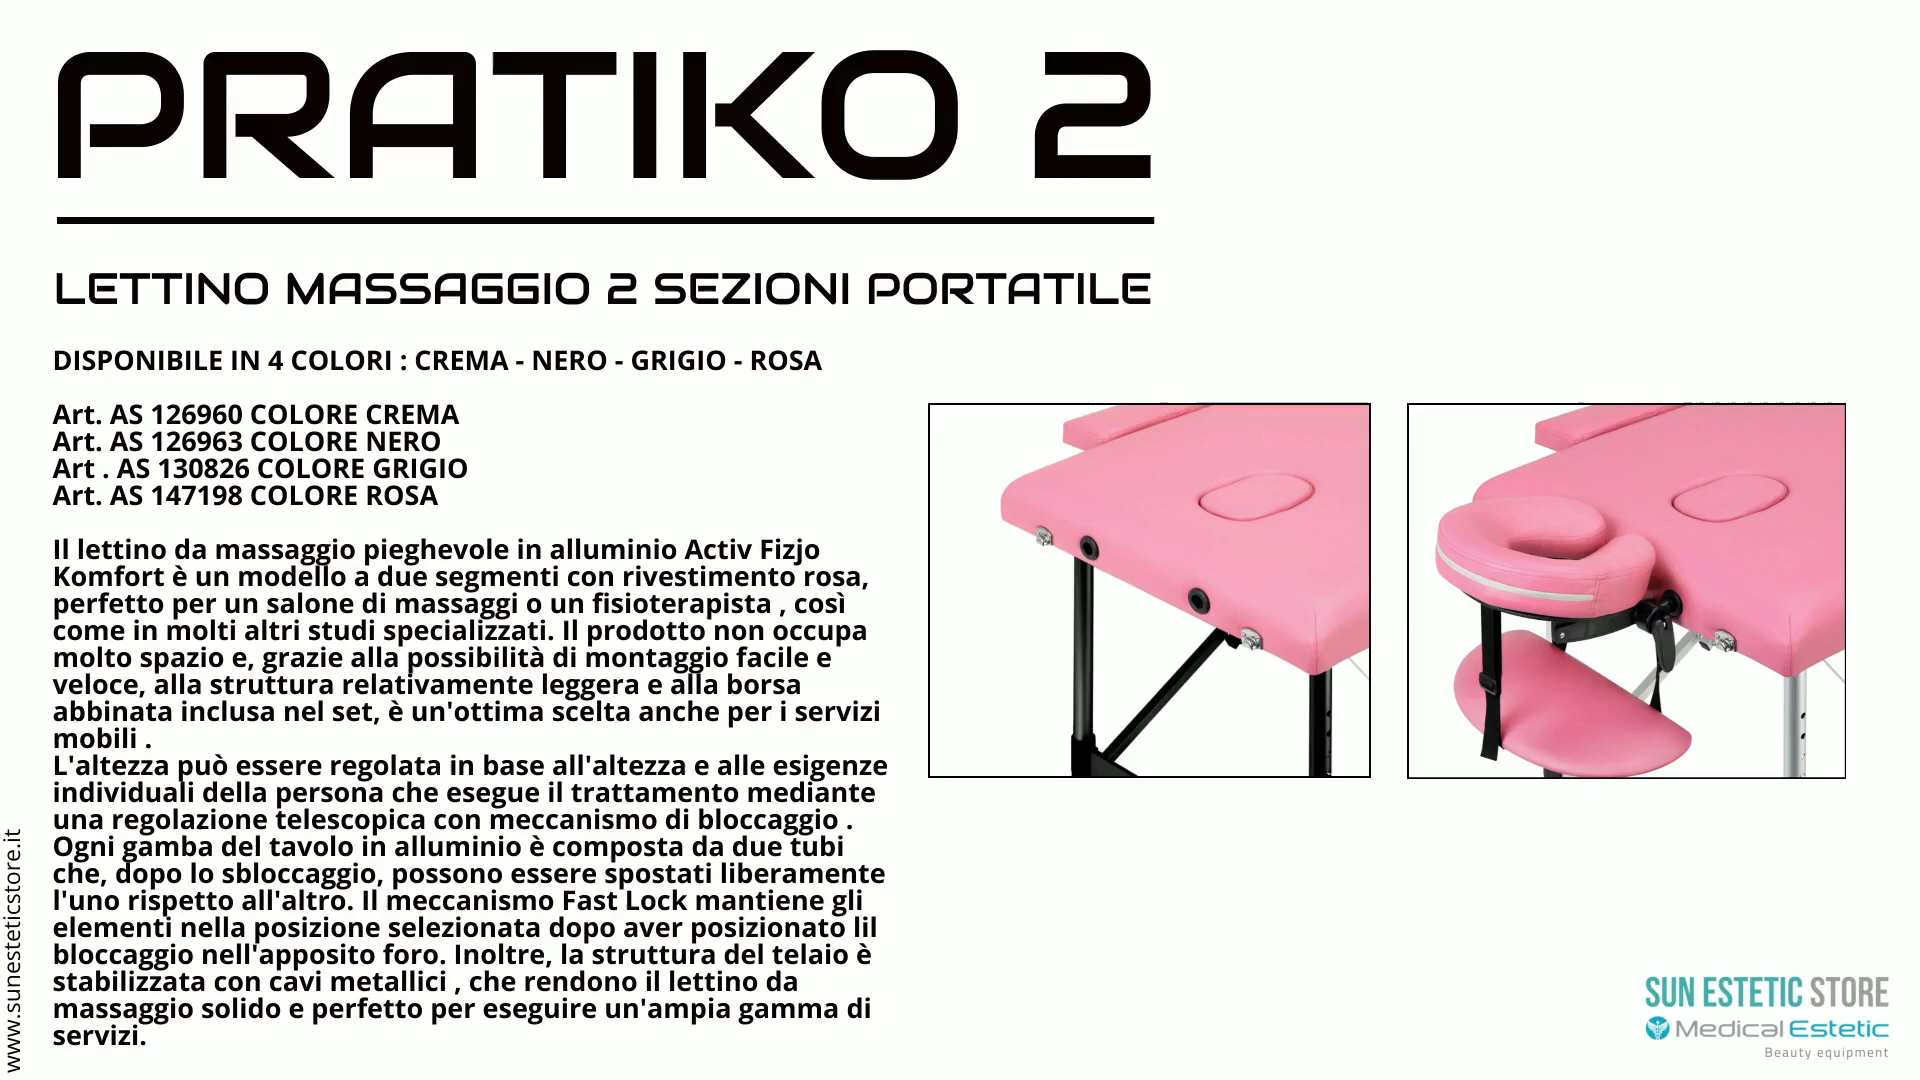 PRATIKO 2
LETTINO MASSAGGIO 2 SEZIONI PORTATILE
DISPONIBILE IN 4 COLORI : CREMA - NERO - GRIGIO - ROSA
Art. AS 126960 COLORE CREMA
Art. AS 126963 COLORE NERO
Art . AS 130826 COLORE GRIGIO
Art. AS 147198 COLORE ROSA
Il lettino da massaggio pieghevole in alluminio Activ Fizjo
Komfort è un modello a due segmenti con rivestimento rosa,
perfetto per un salone di massaggi o un fisioterapista , così
come in molti altri studi specializzati. Il prodotto non occupa
molto spazio e, grazie alla possibilità di montaggio facile e
veloce, alla struttura relativamente leggera e alla borsa
abbinata inclusa nel set, è un'ottima scelta anche per i servizi
mobili .
L'altezza può essere regolata in base all'altezza e alle esigenze
individuali della persona che esegue il trattamento mediante
una regolazione telescopica con meccanismo di bloccaggio .
Ogni gamba del tavolo in alluminio è composta da due tubi
che, dopo lo sbloccaggio, possono essere spostati liberamente
l'uno rispetto all'altro. Il meccanismo Fast Lock mantiene gli
elementi nella posizione selezionata dopo aver posizionato lil
bloccaggio nell'apposito foro. Inoltre, la struttura del telaio è
stabilizzata con cavi metallici , che rendono il lettino da
massaggio solido e perfetto per eseguire un'ampia gamma di
servizi.
www.sunesteticstore.it
SUN ESTETIC STORE
Medical Estetic
Beauty equipment